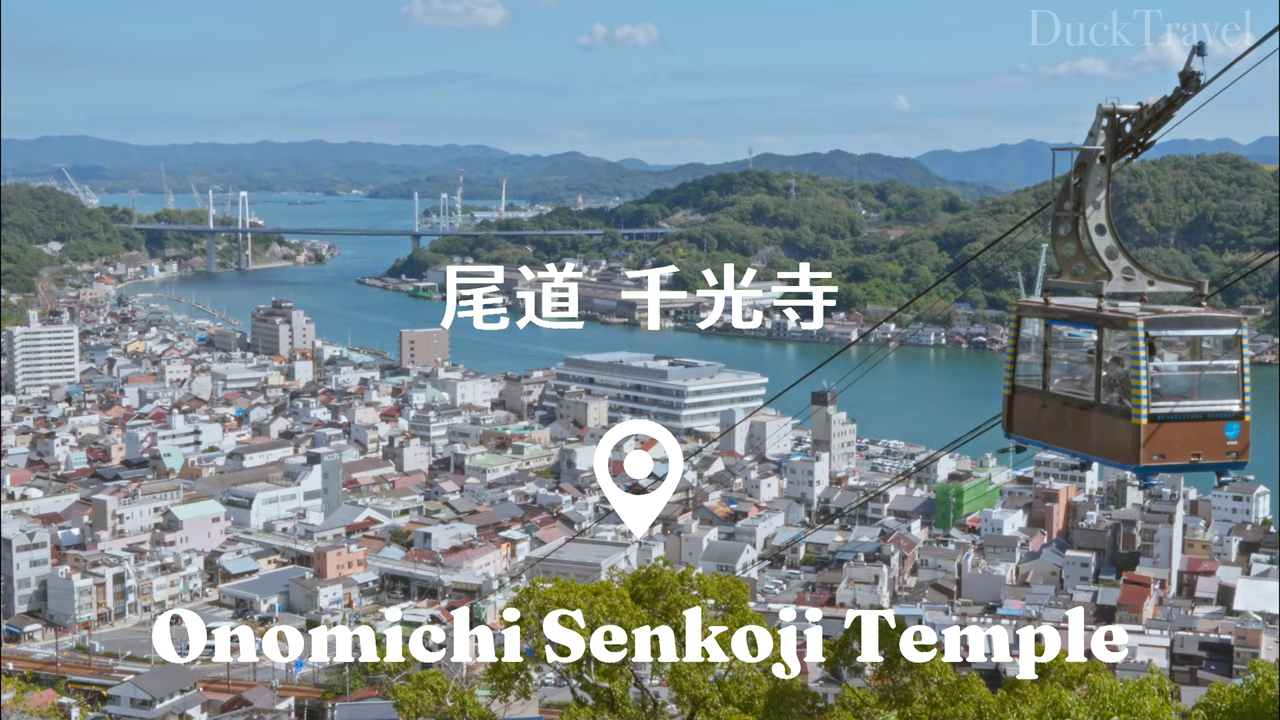 DuckTravel
尾道 千光寺
Onomichi Senkoji Temple